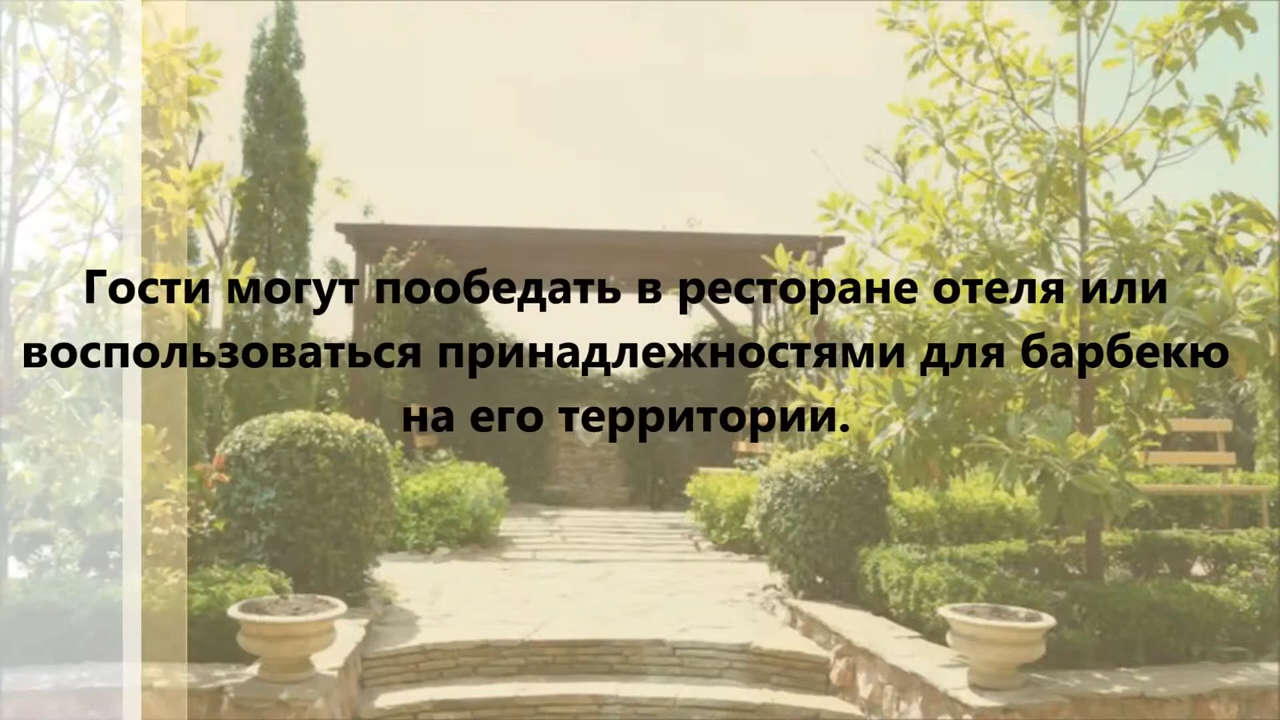 Гости могут пообедать в ресторане отеля или
воспользоваться принадлежностями для барбекю
на его территории.